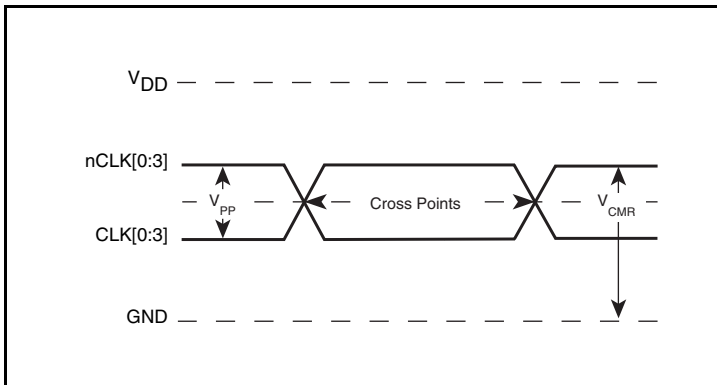 VDD
nCLK[0:3]
VPP
Cross Points
VCMR
CLK[0:3]
GND